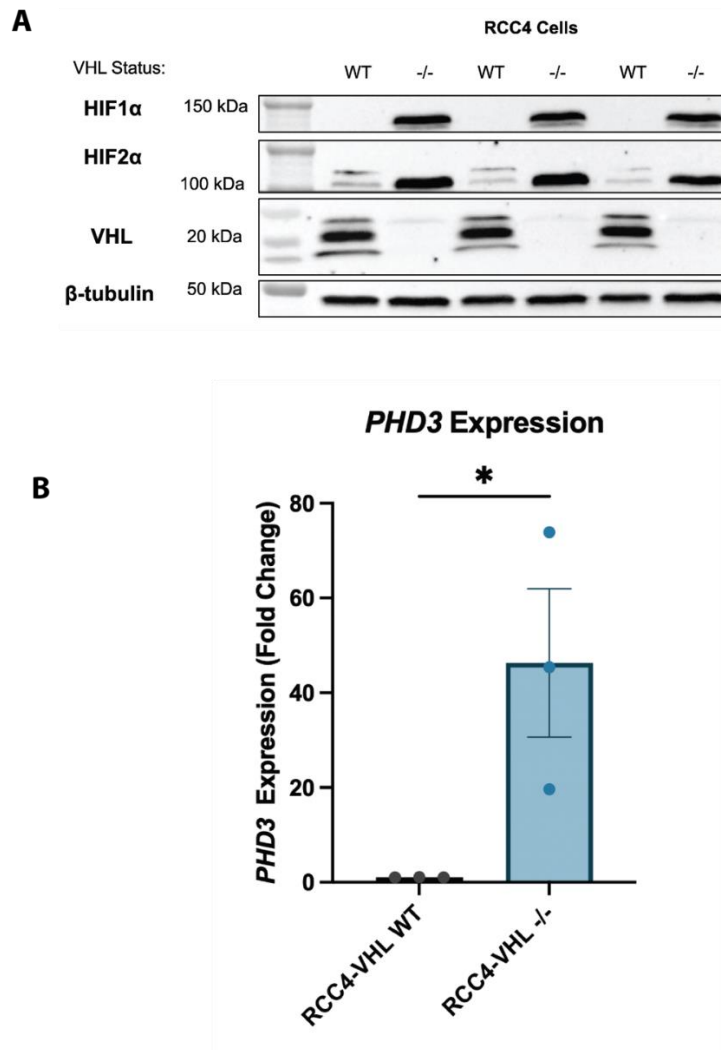 A
RCC4 Cells
VHL Status: WT -/- WT -/- WT -/-
HIF1α 150 kDa
HIF2α
100 kDa
VHL 20 kDa
β-tubulin 50 kDa
B
PHD3 Expression
*
PHD3 Expression (Fold Change)
80
60
40
20
0
RCC4-VHL WT
RCC4-VHL -/-